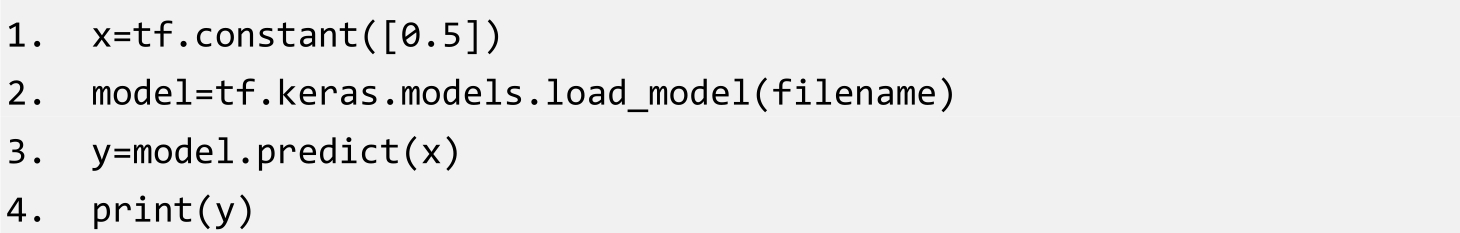 1. x=tf.constant([0.5])
2. model=tf.keras.models.load_model(filename)
3. y=model.predict(x)
4. print(y)